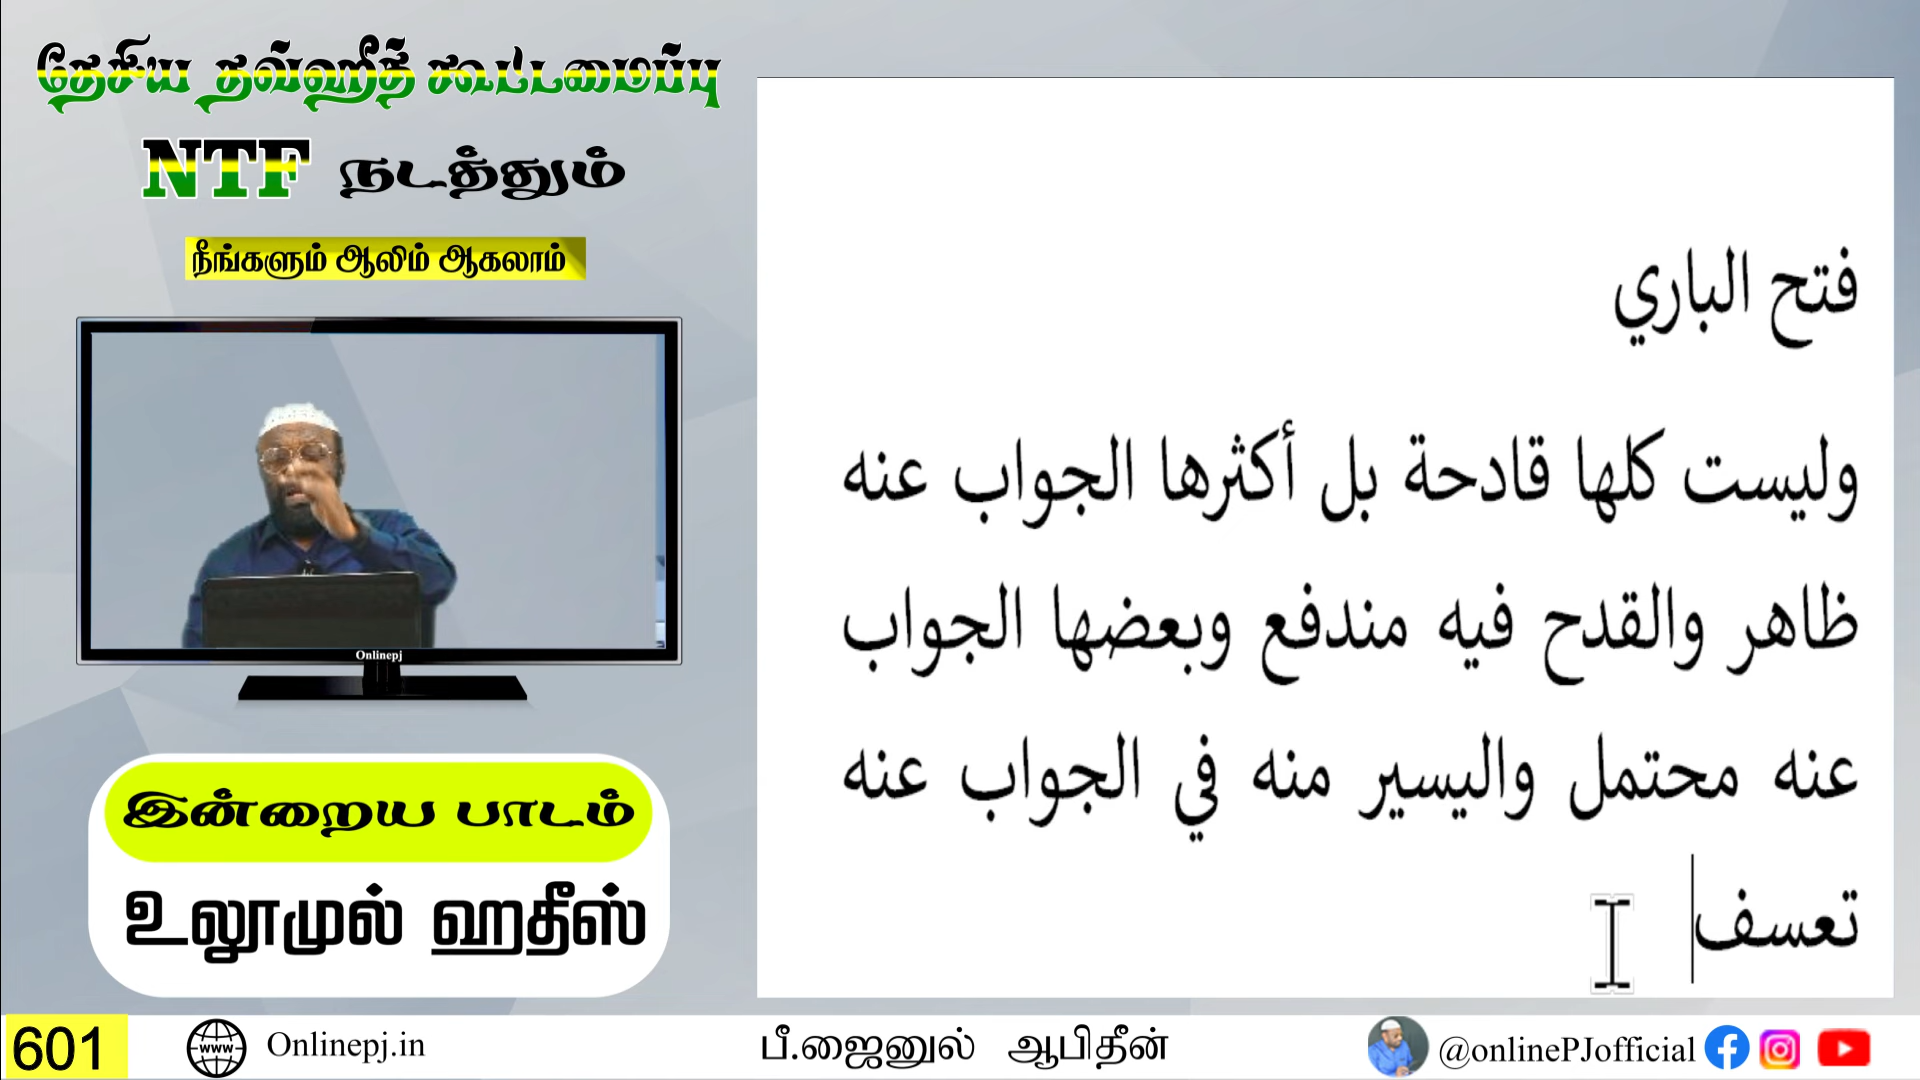 தேசிய தவ்ஹீத் கூட்டமைப்பு
NTF நடத்தும்
நீங்களும் ஆலிம் ஆகலாம்
Onlinepj
இன்றைய பாடம்
உலூமுல் ஹதீஸ்
فتح الباري
وليست كلها قادحة بل أكثرها الجواب عنه
ظاهر والقدح فيه مندفع وبعضها الجواب
عنه محتمل واليسير منه في الجواب عنه
تعسف
601
www
Onlinepj.in
பீ.ஜைனுல் ஆபிதீன்
@onlinePJofficial